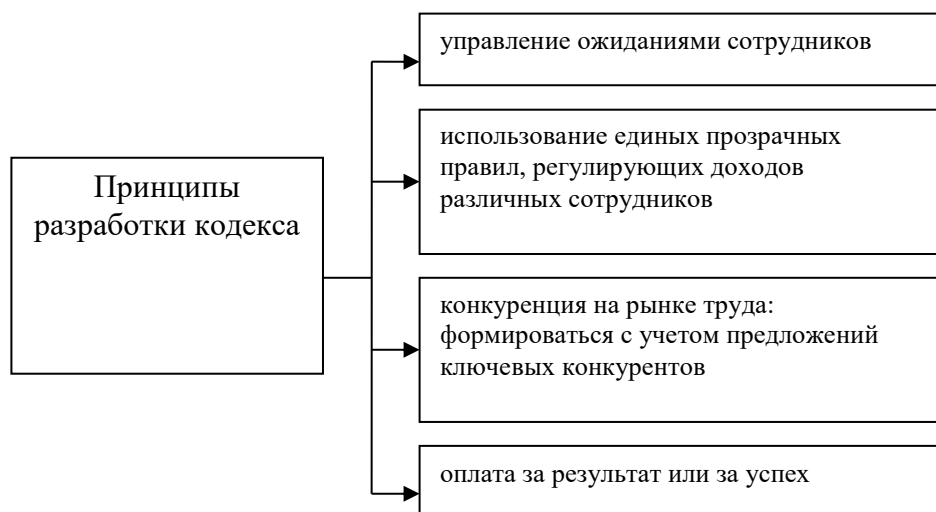 управление ожиданиями сотрудников
использование единых прозрачных
правил, регулирующих доходов
различных сотрудников
Принципы
разработки кодекса
конкуренция на рынке труда:
формироваться с учетом предложений
ключевых конкурентов
оплата за результат или за успех